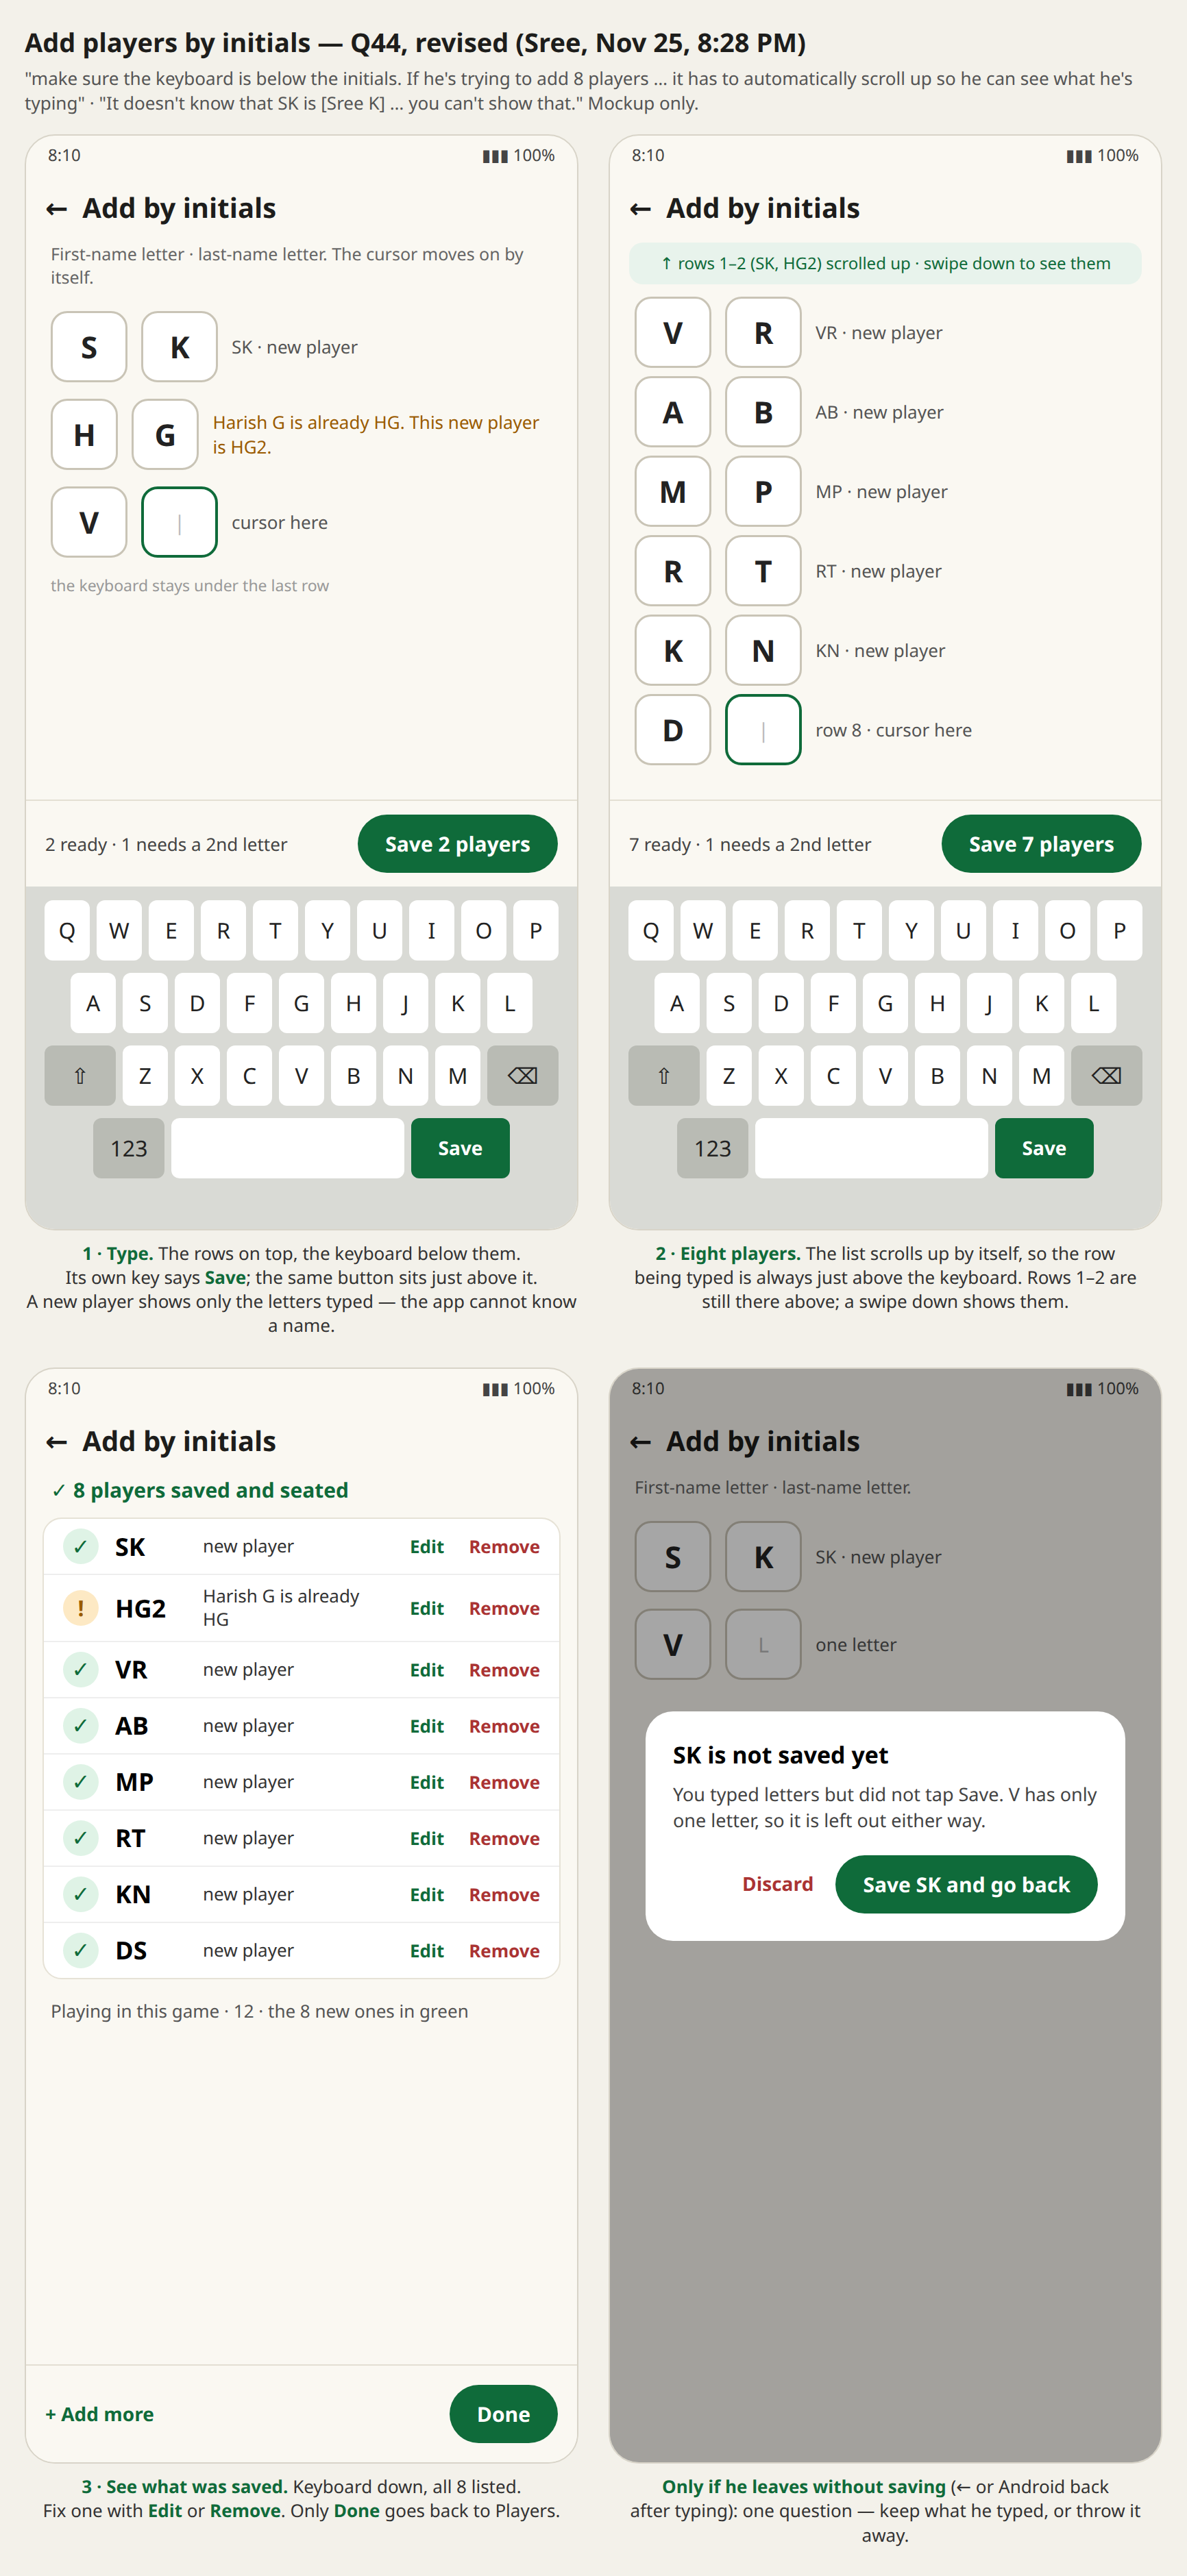 Add players by initials — Q44, revised (Sree, Nov 25, 8:28 PM)
"make sure the keyboard is below the initials. If he's trying to add 8 players ... it has to automatically scroll up so he can see what he's
typing" · "It doesn't know that SK is [Sree K] ... you can't show that." Mockup only.
8:10 100%
← Add by initials
First-name letter · last-name letter. The cursor moves on by
itself.
S K SK · new player
H G Harish G is already HG. This new player
is HG2.
V | cursor here
the keyboard stays under the last row
2 ready · 1 needs a 2nd letter Save 2 players
Q W E R T Y U I O P
A S D F G H J K L
⇧ Z X C V B N M ⌫
123 Save
1 · Type. The rows on top, the keyboard below them.
Its own key says Save; the same button sits just above it.
A new player shows only the letters typed — the app cannot know
a name.
8:10 100%
← Add by initials
↑ rows 1–2 (SK, HG2) scrolled up · swipe down to see them
V R VR · new player
A B AB · new player
M P MP · new player
R T RT · new player
K N KN · new player
D | row 8 · cursor here
7 ready · 1 needs a 2nd letter Save 7 players
Q W E R T Y U I O P
A S D F G H J K L
⇧ Z X C V B N M ⌫
123 Save
2 · Eight players. The list scrolls up by itself, so the row
being typed is always just above the keyboard. Rows 1–2 are
still there above; a swipe down shows them.
8:10 100%
← Add by initials
✓ 8 players saved and seated
✓ SK new player Edit Remove
! HG2 Harish G is already
HG Edit Remove
✓ VR new player Edit Remove
✓ AB new player Edit Remove
✓ MP new player Edit Remove
✓ RT new player Edit Remove
✓ KN new player Edit Remove
✓ DS new player Edit Remove
Playing in this game · 12 · the 8 new ones in green
+ Add more Done
3 · See what was saved. Keyboard down, all 8 listed.
Fix one with Edit or Remove. Only Done goes back to Players.
8:10 100%
← Add by initials
First-name letter · last-name letter.
S K SK · new player
V L one letter
SK is not saved yet
You typed letters but did not tap Save. V has only
one letter, so it is left out either way.
Discard Save SK and go back
Only if he leaves without saving (← or Android back
after typing): one question — keep what he typed, or throw it
away.